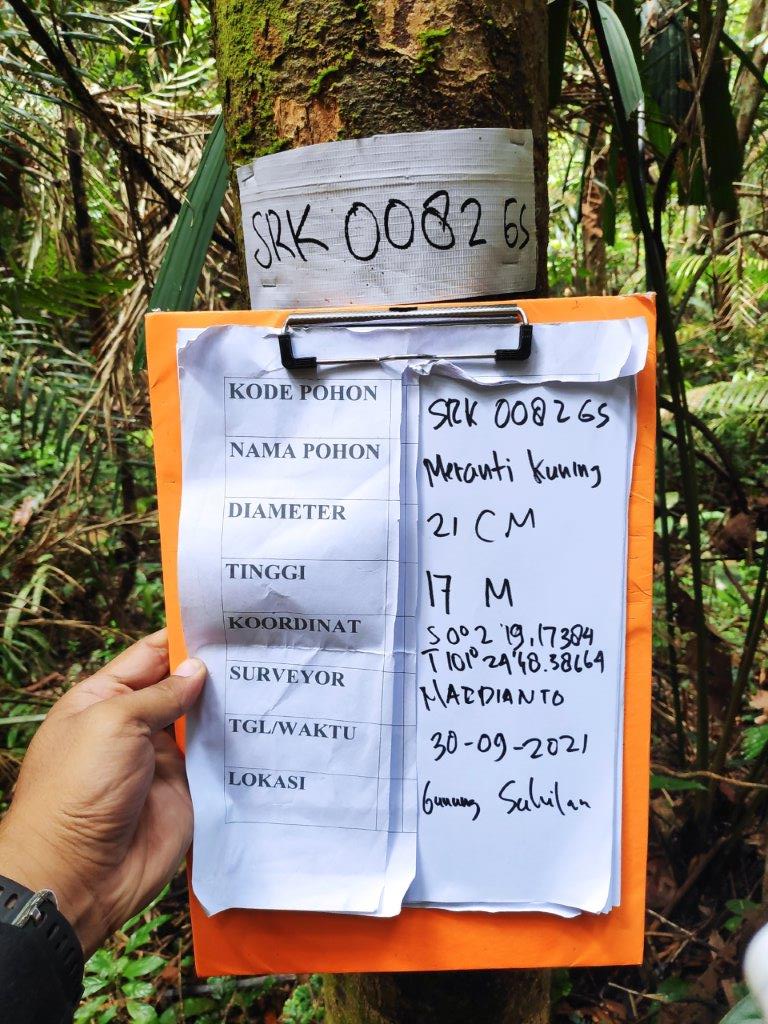 SRK 0082 GS
KODE POHON SRK 0082 GS
NAMA POHON Meranti Kuning
DIAMETER 21 CM
TINGGI 17 M
KOORDINAT S 00° 2'19.17384
T 101° 29'48.38664
SURVEYOR MARDIANTO
TGL/WAKTU 30-09-2021
LOKASI Gunung Sahilan